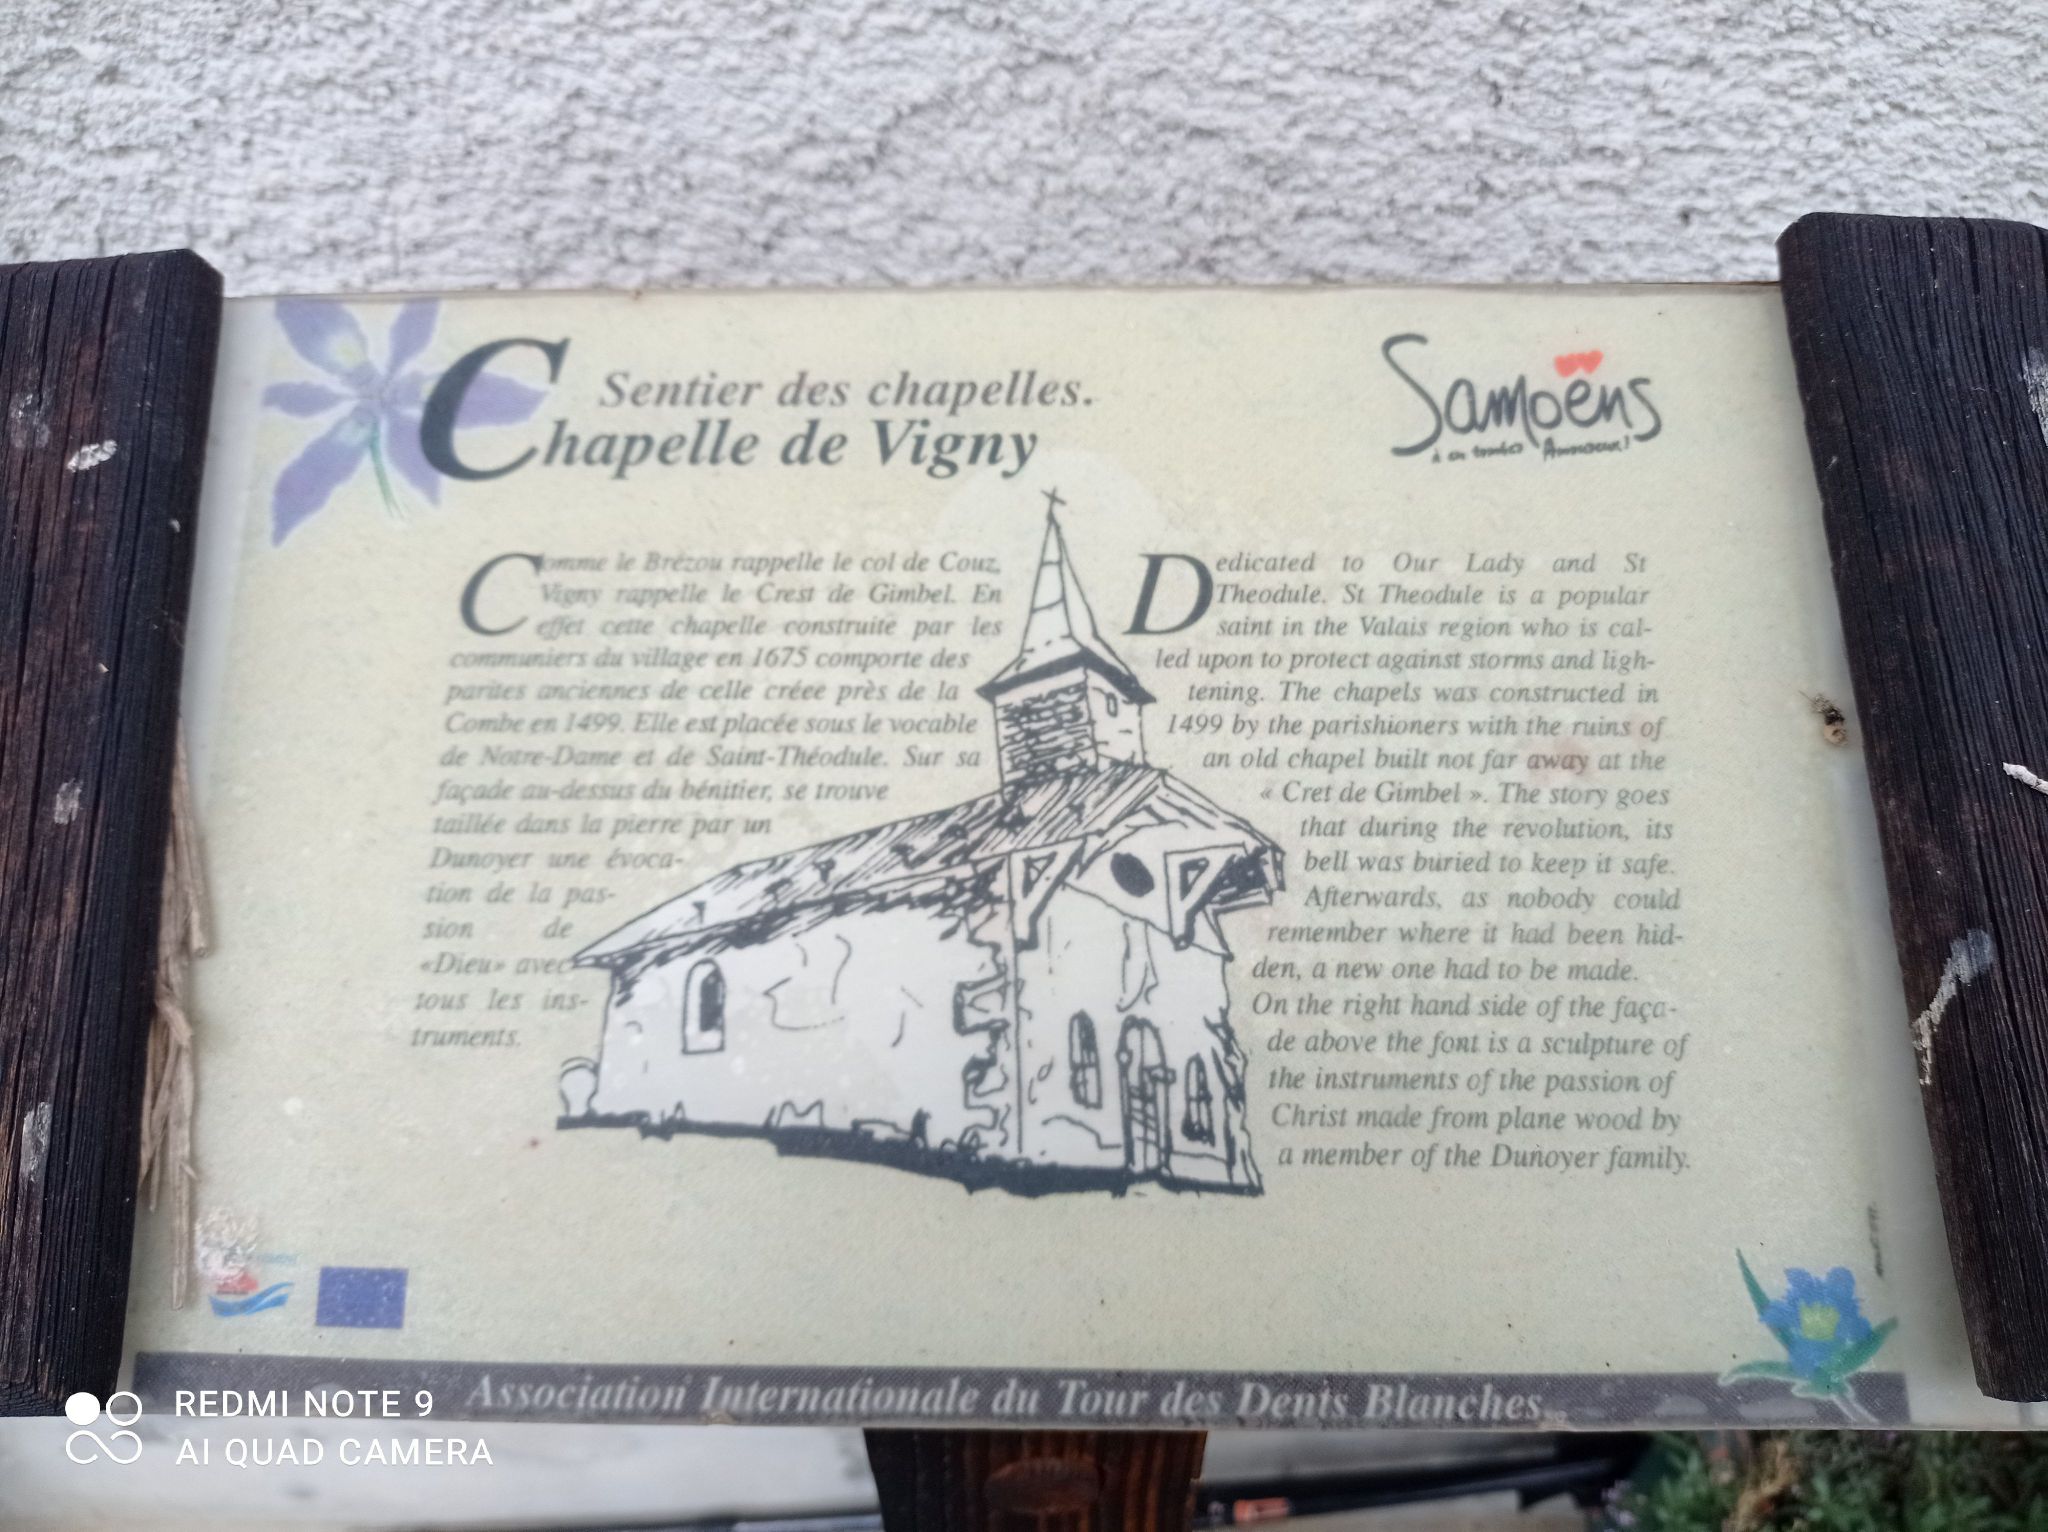 Sentier des chapelles.
Chapelle de Vigny
Samoëns
à en tomber Amoureux!
Comme le Brézou rappelle le col de Couz,
Vigny rappelle le Crest de Gimbel. En
effet cette chapelle construite par les
communiers du village en 1675 comporte des
parites anciennes de celle créee près de la
Combe en 1499. Elle est placée sous le vocable
de Notre-Dame et de Saint-Théodule. Sur sa
façade au-dessus du bénitier, se trouve
taillée dans la pierre par un
Dunoyer une évoca-
tion de la pas-
sion de
«Dieu» avec
tous les ins-
truments.
Dedicated to Our Lady and St
Theodule. St Theodule is a popular
saint in the Valais region who is cal-
led upon to protect against storms and ligh-
tening. The chapels was constructed in
1499 by the parishioners with the ruins of
an old chapel built not far away at the
« Cret de Gimbel ». The story goes
that during the revolution, its
bell was buried to keep it safe.
Afterwards, as nobody could
remember where it had been hid-
den, a new one had to be made.
On the right hand side of the faça-
de above the font is a sculpture of
the instruments of the passion of
Christ made from plane wood by
a member of the Dunoyer family.
Association Internationale du Tour des Dents Blanches
REDMI NOTE 9
AI QUAD CAMERA